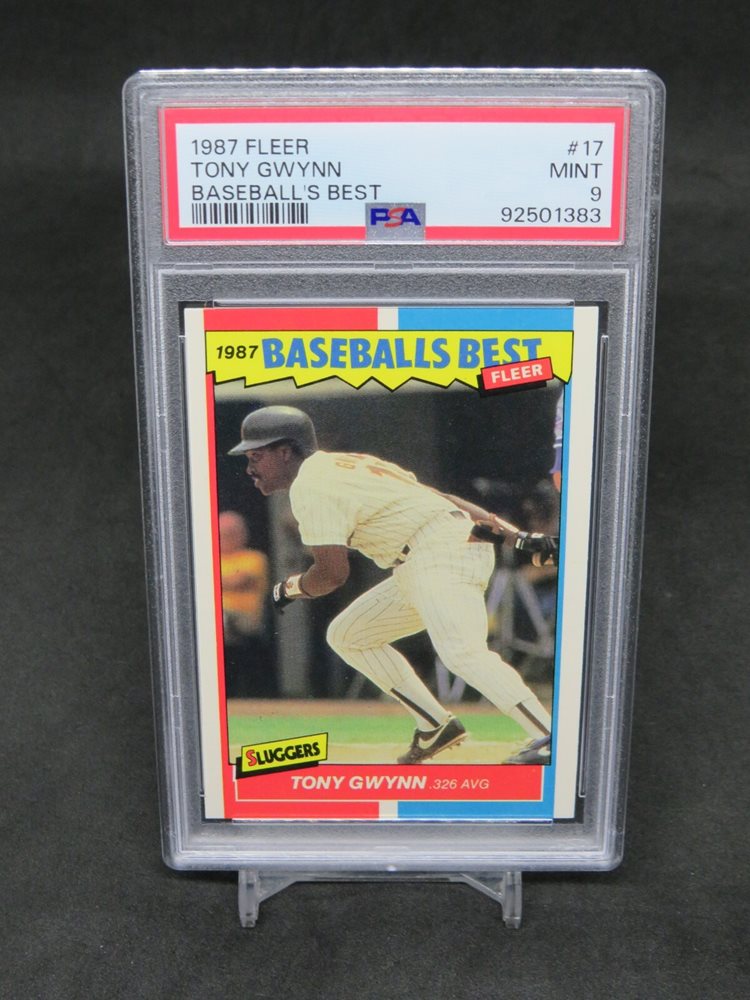 1987 FLEER #17
TONY GWYNN MINT
BASEBALL'S BEST 9
PSA 92501383
1987 BASEBALLS BEST
FLEER
SLUGGERS
TONY GWYNN .326 AVG